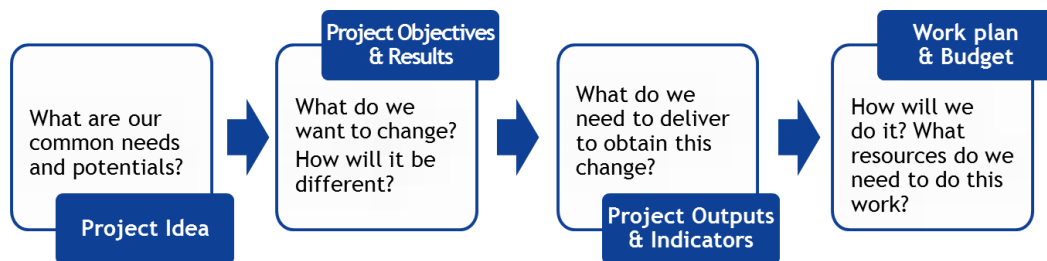 What are our
common needs
and potentials?
Project Idea
Project Objectives
& Results
What do we
want to change?
How will it be
different?
What do we
need to deliver
to obtain this
change?
Project Outputs
& Indicators
Work plan
& Budget
How will we
do it? What
resources do we
need to do this
work?